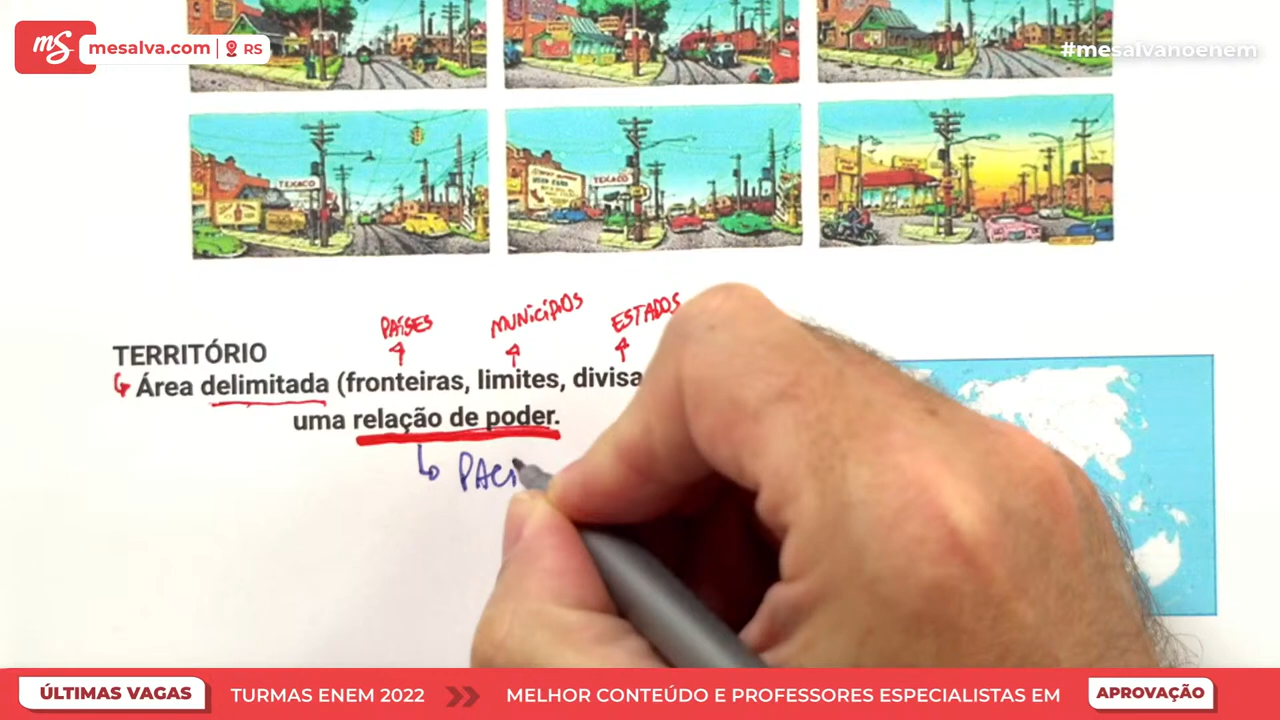 mS mesalva.com | RS
#mesalvanoenem
TEXACO
TEXACO
PAÍSES MUNICÍPIOS ESTADOS
TERRITÓRIO
Área delimitada (fronteiras, limites, divisa
uma relação de poder.
PACI
ÚLTIMAS VAGAS TURMAS ENEM 2022 MELHOR CONTEÚDO E PROFESSORES ESPECIALISTAS EM APROVAÇÃO